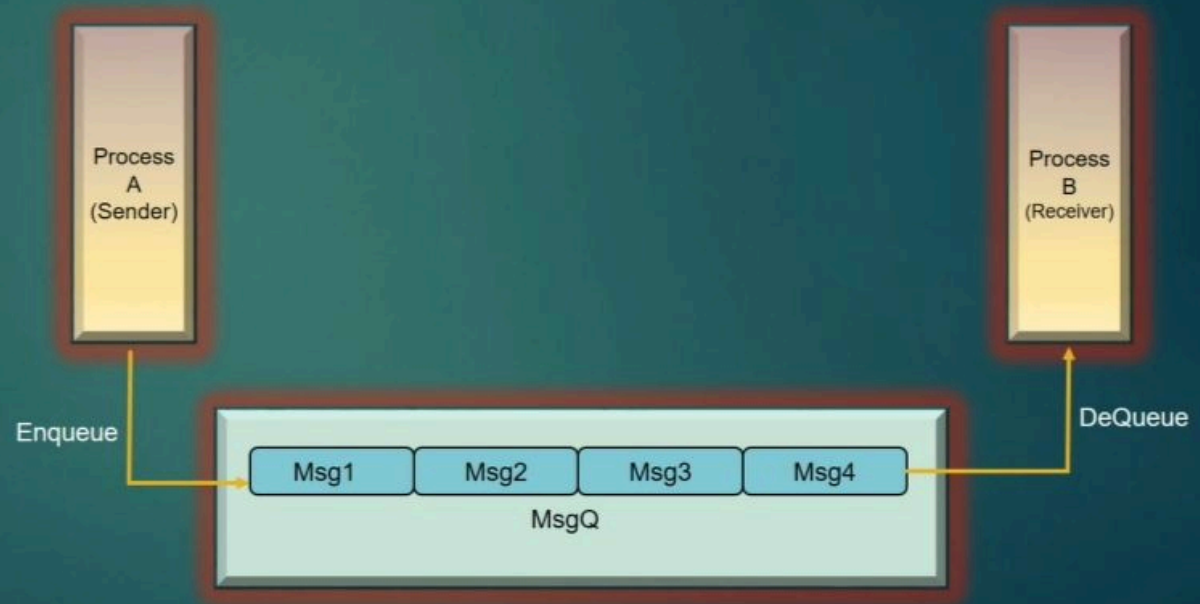 Process
A
(Sender)
Process
B
(Receiver)
Enqueue
DeQueue
Msg1
Msg2
Msg3
Msg4
MsgQ